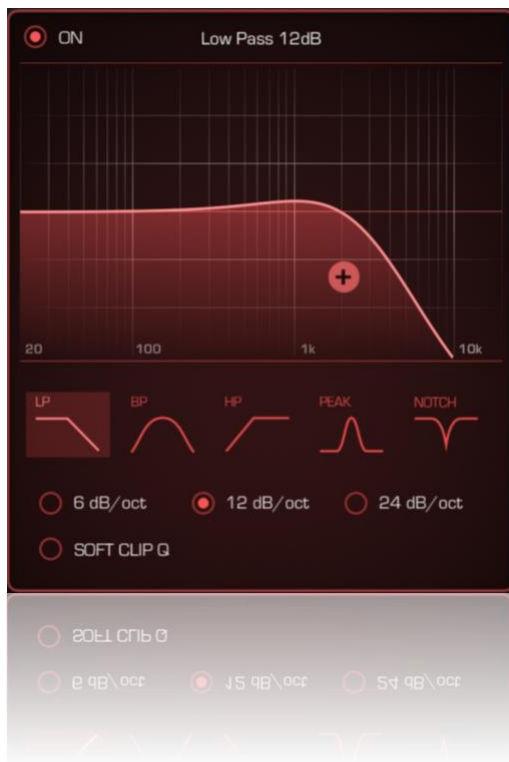 ON Low Pass 12dB
20 100 1k 10k
LP BP HP PEAK NOTCH
6 dB/oct 12 dB/oct 24 dB/oct
SOFT CLIP Q